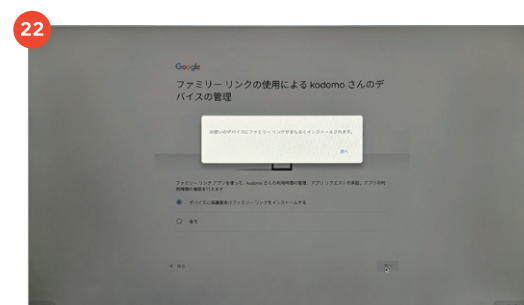 22
Google
ファミリー リンクの使用による kodomo さんのデ
バイスの管理
お使いのデバイスにファミリー リンクがまもなくインストールされます。
次へ
ファミリーリンク アプリを使って、kodomo さんの利用時間の管理、アプリ リクエストの承認、アプリの利
用時間の確認を行えます
デバイスに保護者向けファミリーリンクをインストールする
後で
戻る
次へ